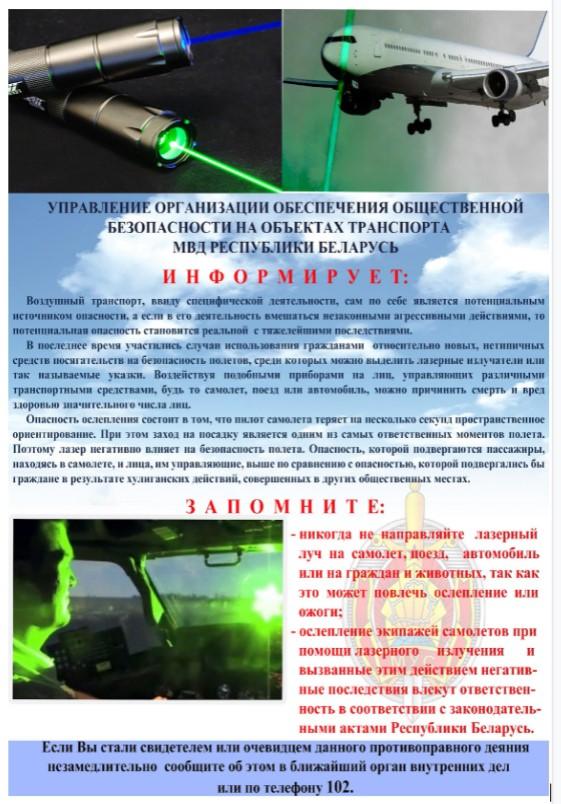 УПРАВЛЕНИЕ ОРГАНИЗАЦИИ ОБЕСПЕЧЕНИЯ ОБЩЕСТВЕННОЙ
БЕЗОПАСНОСТИ НА ОБЪЕКТАХ ТРАНСПОРТА
МВД РЕСПУБЛИКИ БЕЛАРУСЬ
И Н Ф О Р М И Р У Е Т:
Воздушный транспорт, ввиду специфической деятельности, сам по себе является потенциальным
источником опасности, а если в его деятельность вмешаться незаконными агрессивными действиями, то
потенциальная опасность становится реальной с тяжелейшими последствиями.
В последнее время участились случаи использования гражданами относительно новых, нетипичных
средств посягательств на безопасность полетов, среди которых можно выделить лазерные излучатели или
так называемые указки. Воздействуя подобными приборами на лиц, управляющих различными
транспортными средствами, будь то самолет, поезд или автомобиль, можно причинить смерть и вред
здоровью значительного числа лиц.
Опасность ослепления состоит в том, что пилот самолета теряет на несколько секунд пространственное
ориентирование. При этом заход на посадку является одним из самых ответственных моментов полета.
Поэтому лазер негативно влияет на безопасность полета. Опасность, которой подвергаются пассажиры,
находясь в самолете, и лица, им управляющие, выше по сравнению с опасностью, которой подвергались бы
граждане в результате хулиганских действий, совершенных в других общественных местах.
З А П О М Н И Т Е:
- никогда не направляйте лазерный
луч на самолет, поезд, автомобиль
или на граждан и животных, так как
это может повлечь ослепление или
ожоги;
- ослепление экипажей самолетов при
помощи лазерного излучения и
вызванные этим действием негатив-
ные последствия влекут ответствен-
ность в соответствии с законодатель-
ными актами Республики Беларусь.
Если Вы стали свидетелем или очевидцем данного противоправного деяния
незамедлительно сообщите об этом в ближайший орган внутренних дел
или по телефону 102.